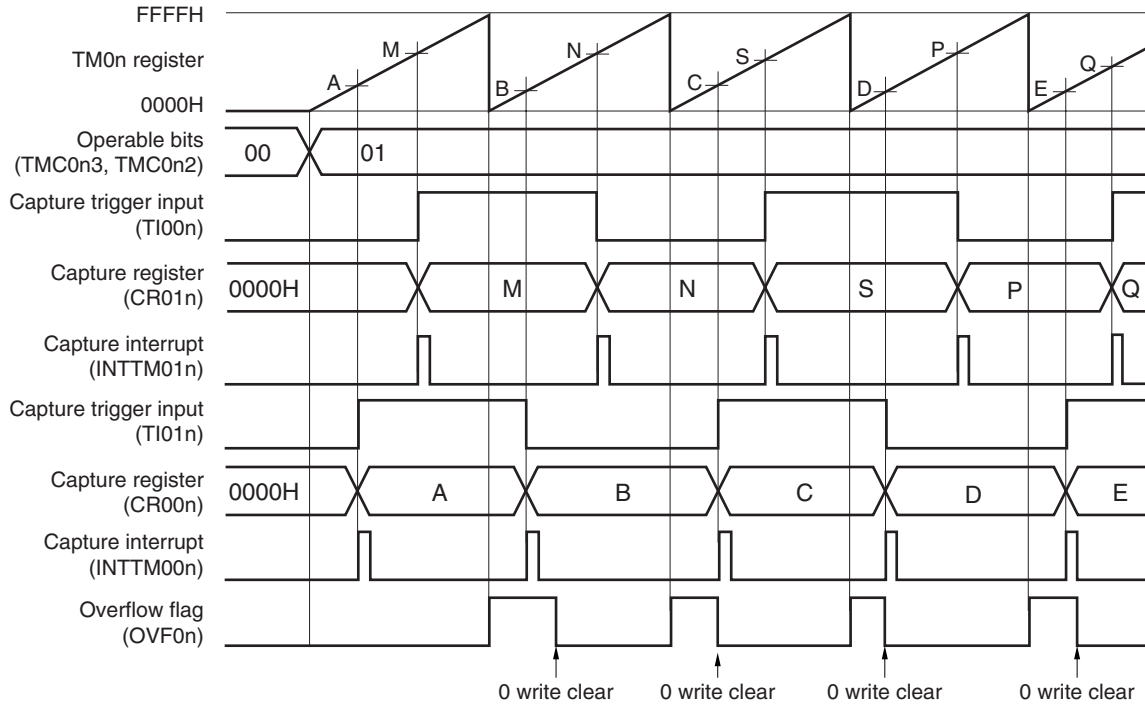 FFFFH
TM0n register
0000H
A M B N C S D P E Q
Operable bits
(TMC0n3, TMC0n2)
00 01
Capture trigger input
(TI00n)
Capture register
(CR01n)
0000H M N S P Q
Capture interrupt
(INTTM01n)
Capture trigger input
(TI01n)
Capture register
(CR00n)
0000H A B C D E
Capture interrupt
(INTTM00n)
Overflow flag
(OVF0n)
0 write clear 0 write clear 0 write clear 0 write clear